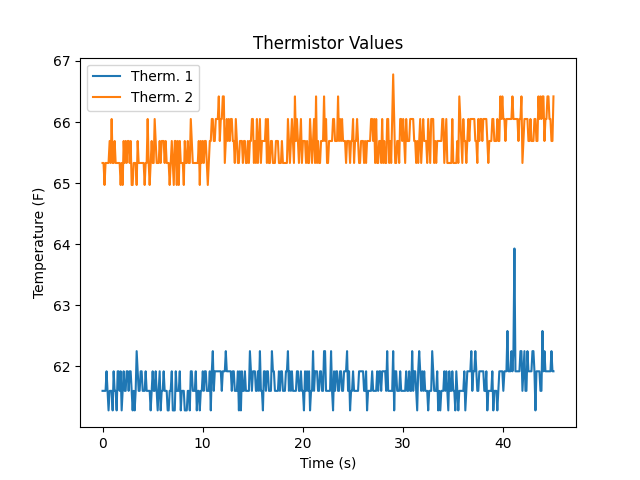 Thermistor Values
Therm. 1
Therm. 2
67
66
65
64
63
62
Temperature (F)
0 10 20 30 40
Time (s)